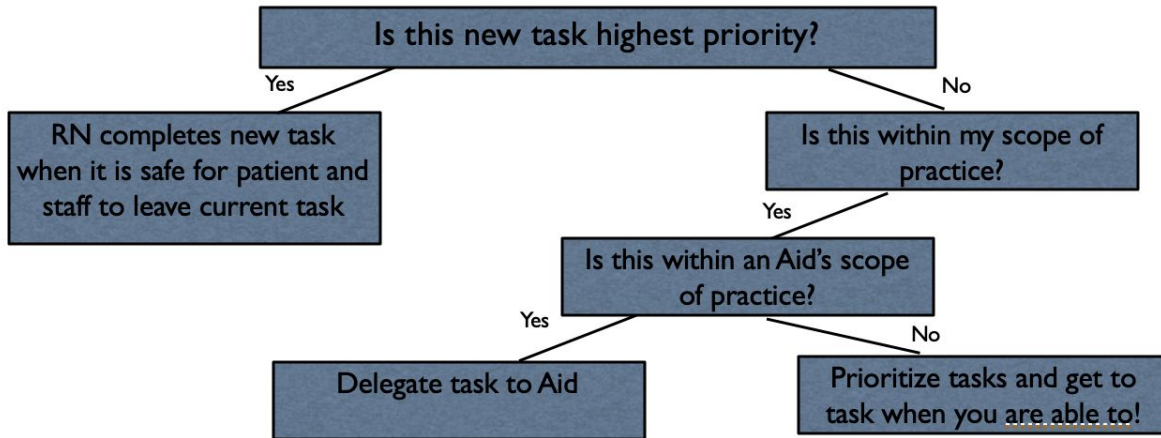 Is this new task highest priority?
Yes
No
RN completes new task
when it is safe for patient and
staff to leave current task
Is this within my scope of
practice?
Yes
Is this within an Aid's scope
of practice?
Yes
No
Delegate task to Aid
Prioritize tasks and get to
task when you are able to!